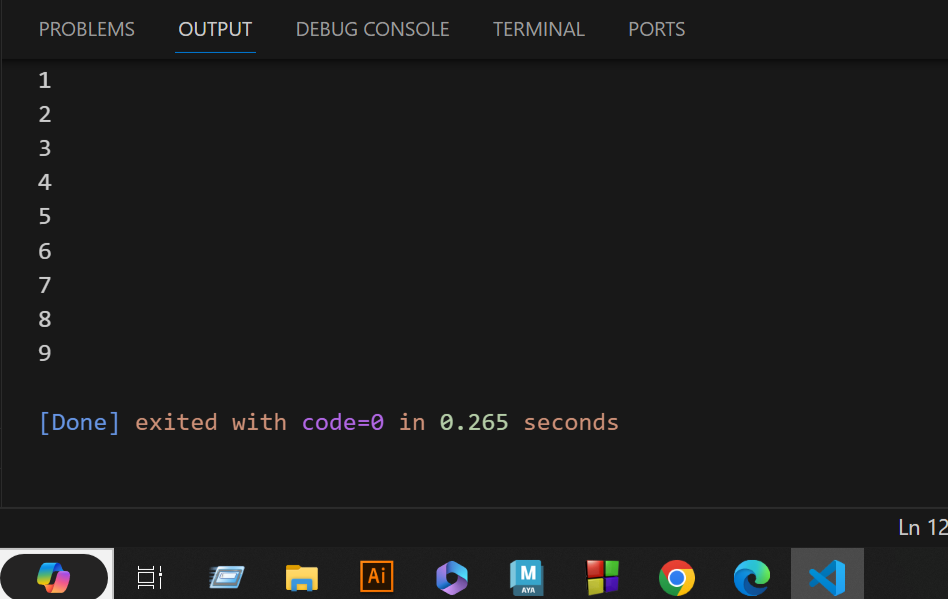 PROBLEMS OUTPUT DEBUG CONSOLE TERMINAL PORTS
1
2
3
4
5
6
7
8
9
[Done] exited with code=0 in 0.265 seconds
Ln 12
Ai
M
AYA